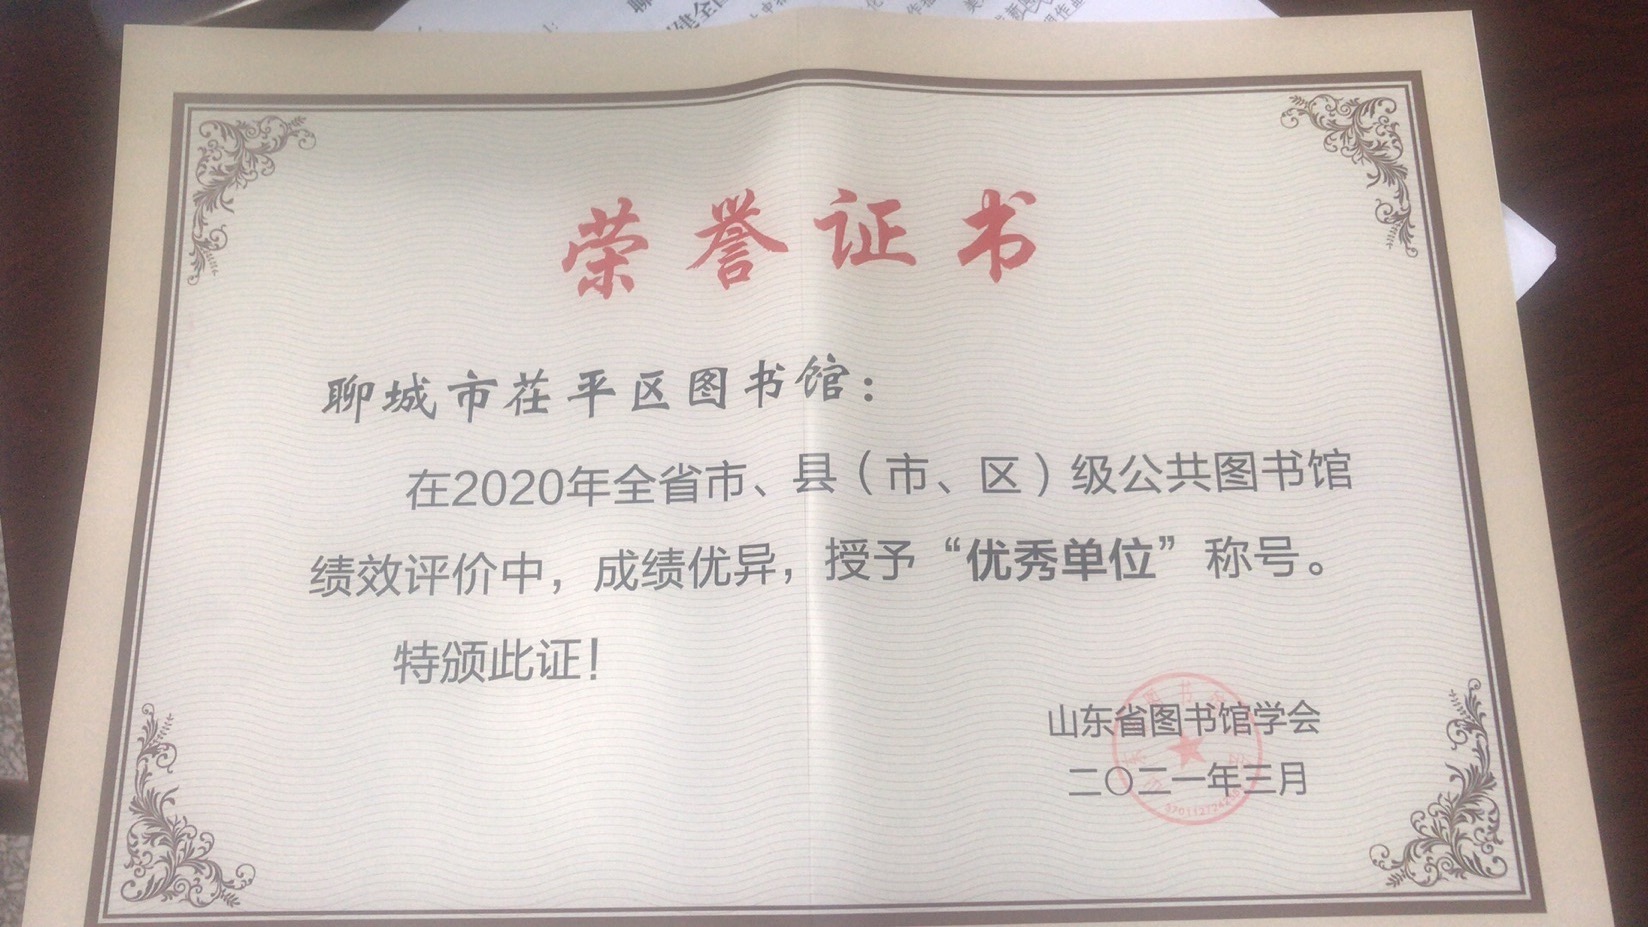 荣誉证书
聊城市茌平区图书馆：
在2020年全省市、县（市、区）级公共图书馆
绩效评价中，成绩优异，授予“优秀单位”称号。
特颁此证！
山东省图书馆学会
二〇二一年三月